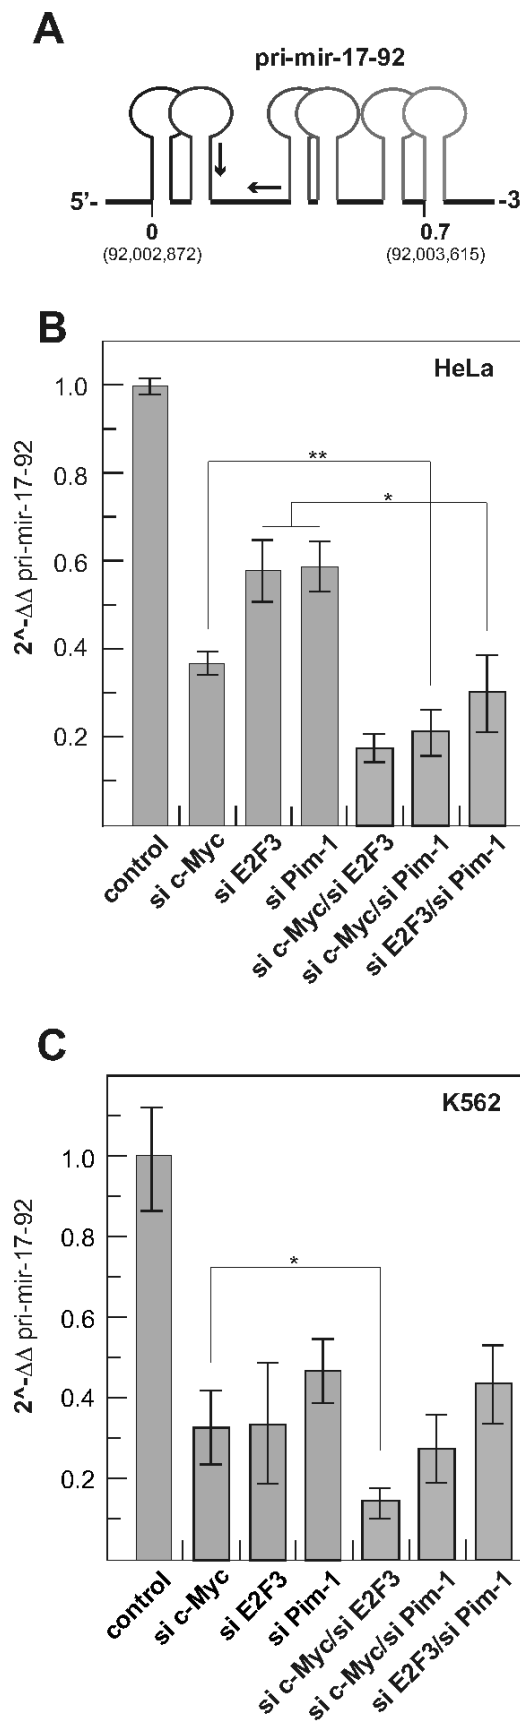 A
pri-mir-17-92
5'-
-3
0
0.7
(92,002,872)
(92,003,615)
B
HeLa
2^-ΔΔ pri-mir-17-92
1.0
0.8
0.6
0.4
0.2
**
*
control
si c-Myc
si E2F3
si Pim-1
si c-Myc/si E2F3
si c-Myc/si Pim-1
si E2F3/si Pim-1
C
K562
2^-ΔΔ pri-mir-17-92
1.0
0.8
0.6
0.4
0.2
*
control
si c-Myc
si E2F3
si Pim-1
si c-Myc/si E2F3
si c-Myc/si Pim-1
si E2F3/si Pim-1